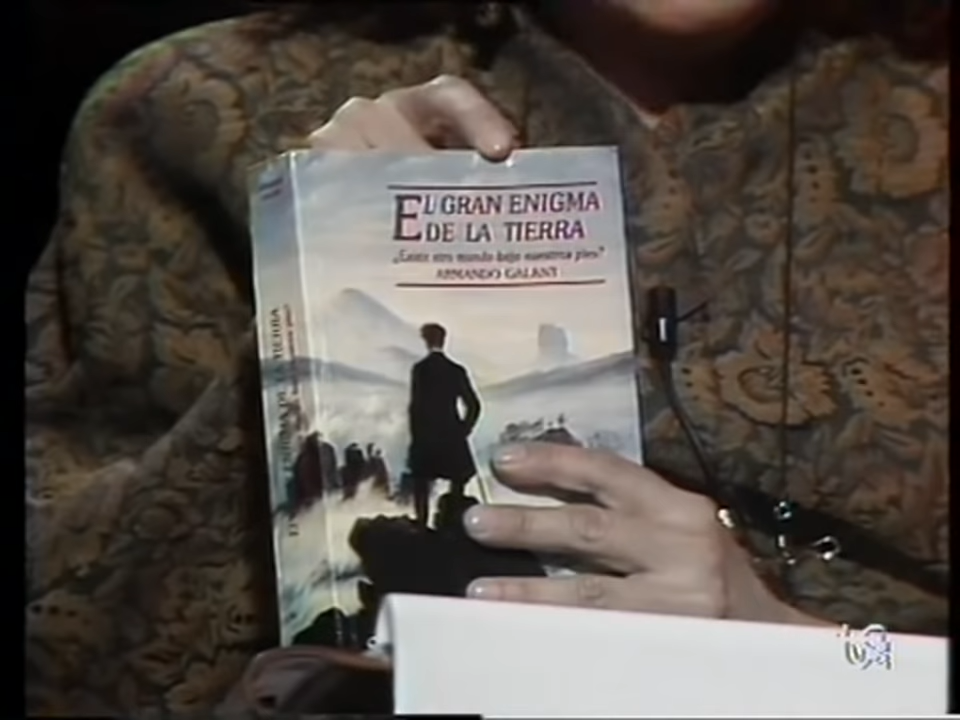 EL GRAN ENIGMA
DE LA TIERRA
¿Existe otro mundo bajo nuestros pies?
ARMANDO GALANT